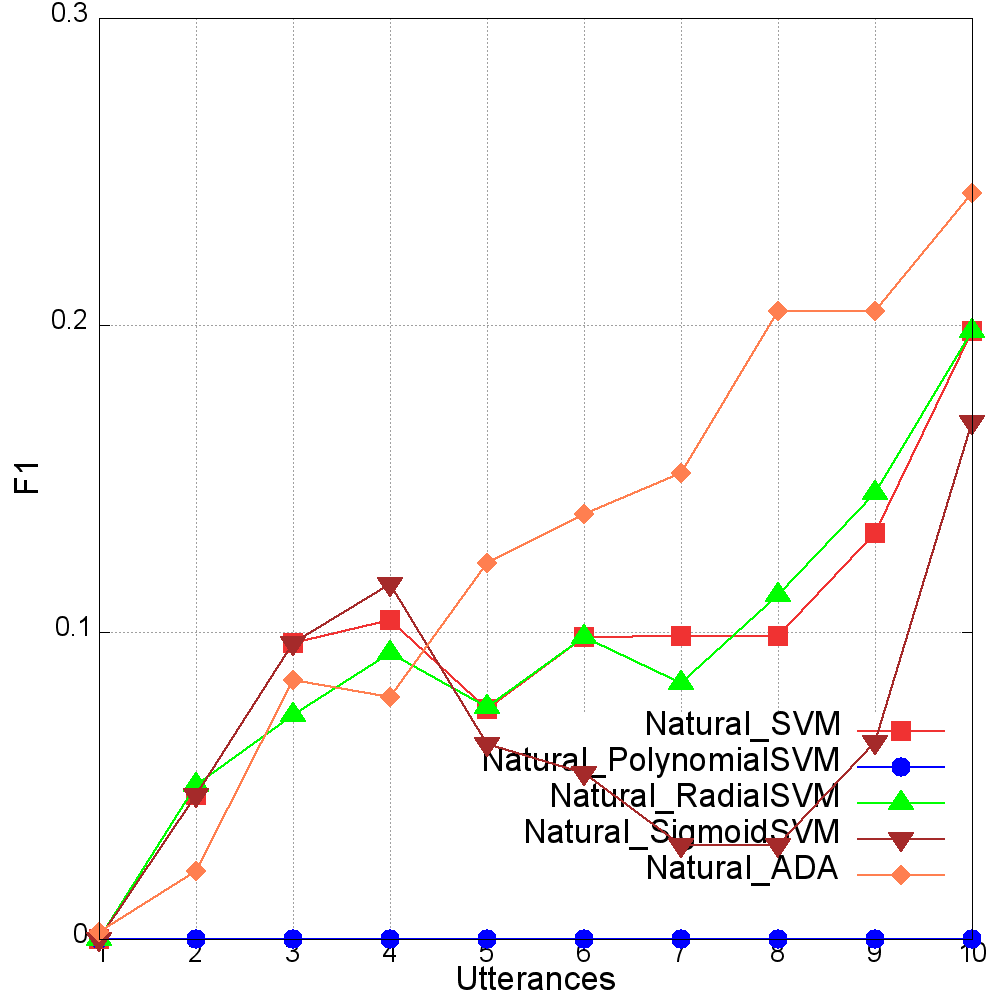 0.3
0.2
0.1
0
F1
Natural_SVM
Natural_PolynomialSVM
Natural_RadialSVM
Natural_SigmoidSVM
Natural_ADA
1 2 3 4 5 6 7 8 9 10
Utterances